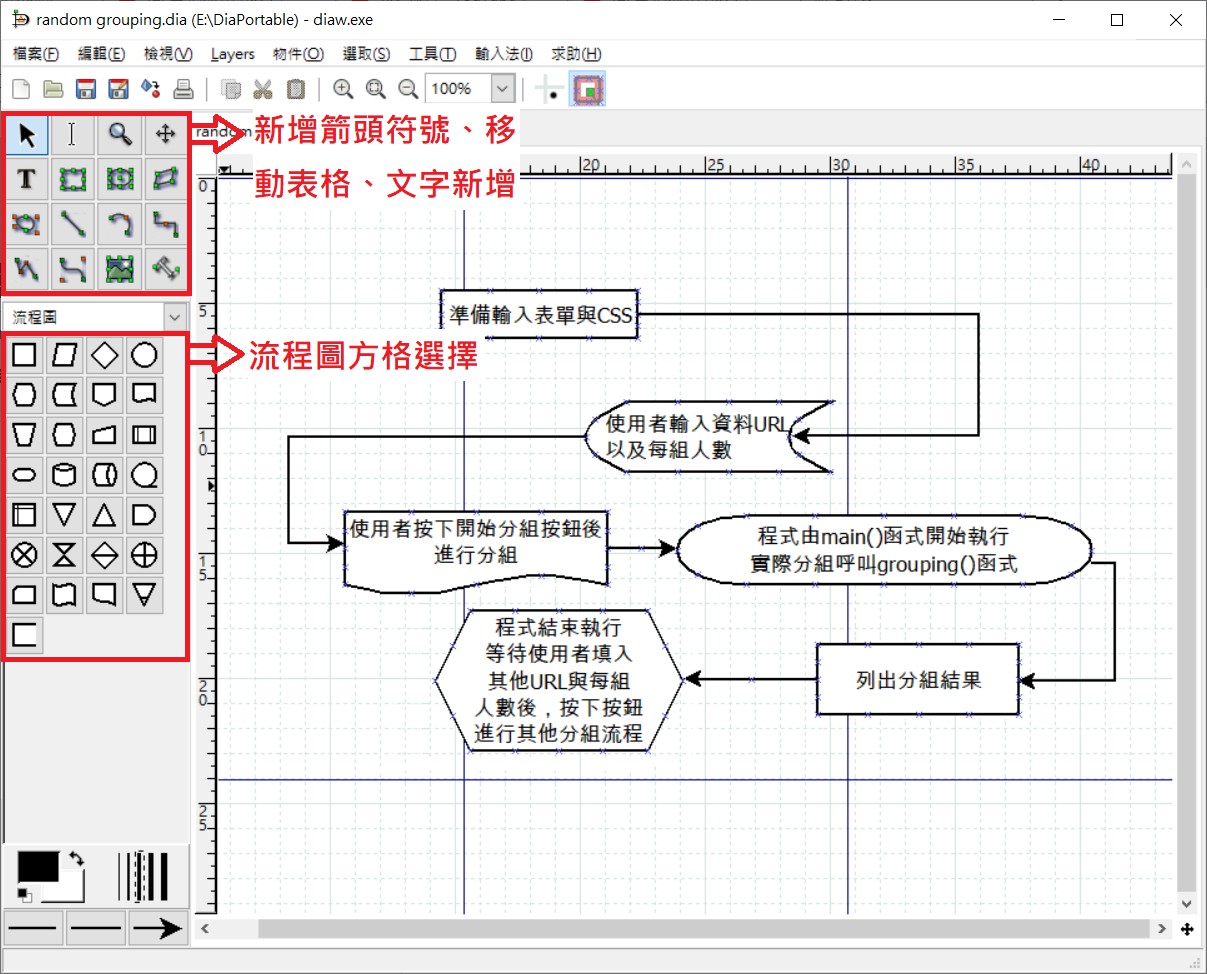 random grouping.dia (E:\DiaPortable) - diaw.exe
檔案(F) 編輯(E) 檢視(V) Layers 物件(O) 選取(S) 工具(T) 輸入法(I) 求助(H)
100%
random
新增箭頭符號、移
動表格、文字新增
T
20 25 30 35 40
0
5
10
15
20
25
流程圖
流程圖方格選擇
準備輸入表單與CSS
使用者輸入資料URL
以及每組人數
使用者按下開始分組按鈕後
進行分組
程式由main()函式開始執行
實際分組呼叫grouping()函式
程式結束執行
等待使用者填入
其他URL與每組
人數後，按下按鈕
進行其他分組流程
列出分組結果